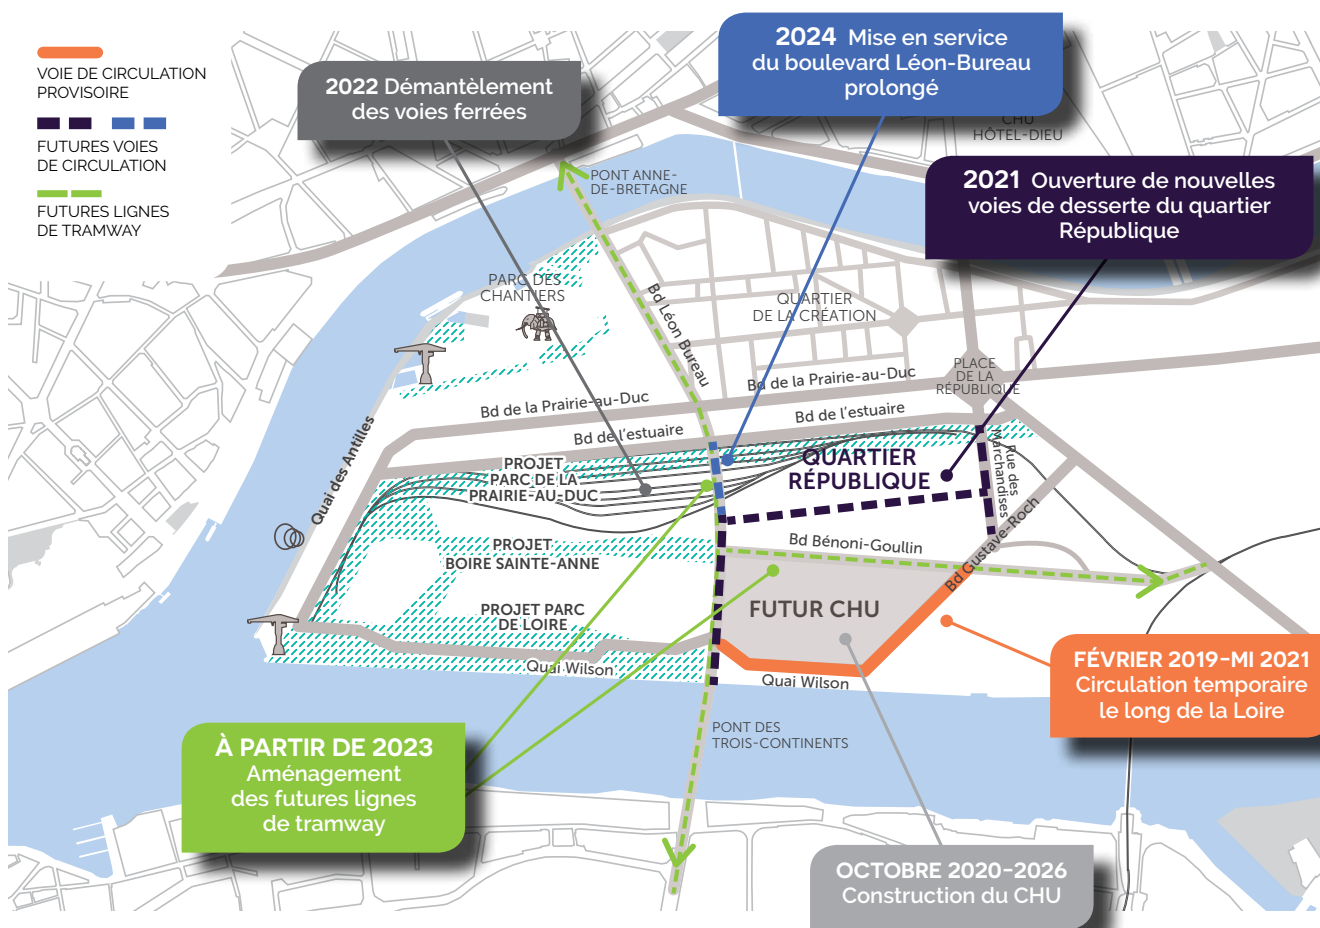 VOIE DE CIRCULATION
PROVISOIRE
FUTURES VOIES
DE CIRCULATION
FUTURES LIGNES
DE TRAMWAY
2022 Démantèlement
des voies ferrées
2024 Mise en service
du boulevard Léon-Bureau
prolongé
CHU
HÔTEL-DIEU
2021 Ouverture de nouvelles
voies de desserte du quartier
République
PONT ANNE-
DE-BRETAGNE
PARC DES
CHANTIERS
Bd Léon Bureau
QUARTIER
DE LA CRÉATION
PLACE
DE LA
RÉPUBLIQUE
Bd de la Prairie-au-Duc
Bd de la Prairie-au-Duc
Bd de l'estuaire
Bd de l'estuaire
Quai des Antilles
PROJET
PARC DE LA
PRAIRIE-AU-DUC
QUARTIER
RÉPUBLIQUE
Rue des
Marchandises
PROJET
BOIRE SAINTE-ANNE
Bd Bénoni-Goullin
Bd Gustave-Roch
PROJET PARC
DE LOIRE
FUTUR CHU
Quai Wilson
Quai Wilson
FÉVRIER 2019-MI 2021
Circulation temporaire
le long de la Loire
PONT DES
TROIS-CONTINENTS
À PARTIR DE 2023
Aménagement
des futures lignes
de tramway
OCTOBRE 2020-2026
Construction du CHU